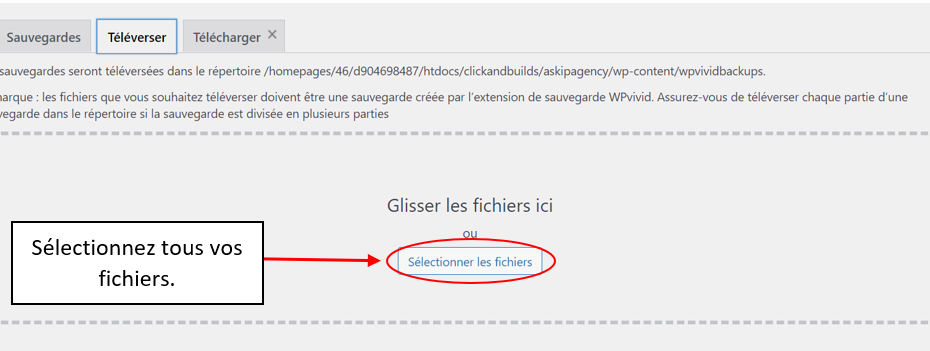 Sauvegardes Téléverser Télécharger ×
sauvegardes seront téléversées dans le répertoire /homepages/46/d904698487/htdocs/clickandbuilds/askipagency/wp-content/wpvividbackups.
arque : les fichiers que vous souhaitez téléverser doivent être une sauvegarde créée par l'extension de sauvegarde WPvivid. Assurez-vous de téléverser chaque partie d'une
vegarde dans le répertoire si la sauvegarde est divisée en plusieurs parties
Glisser les fichiers ici
ou
Sélectionner les fichiers
Sélectionnez tous vos
fichiers.